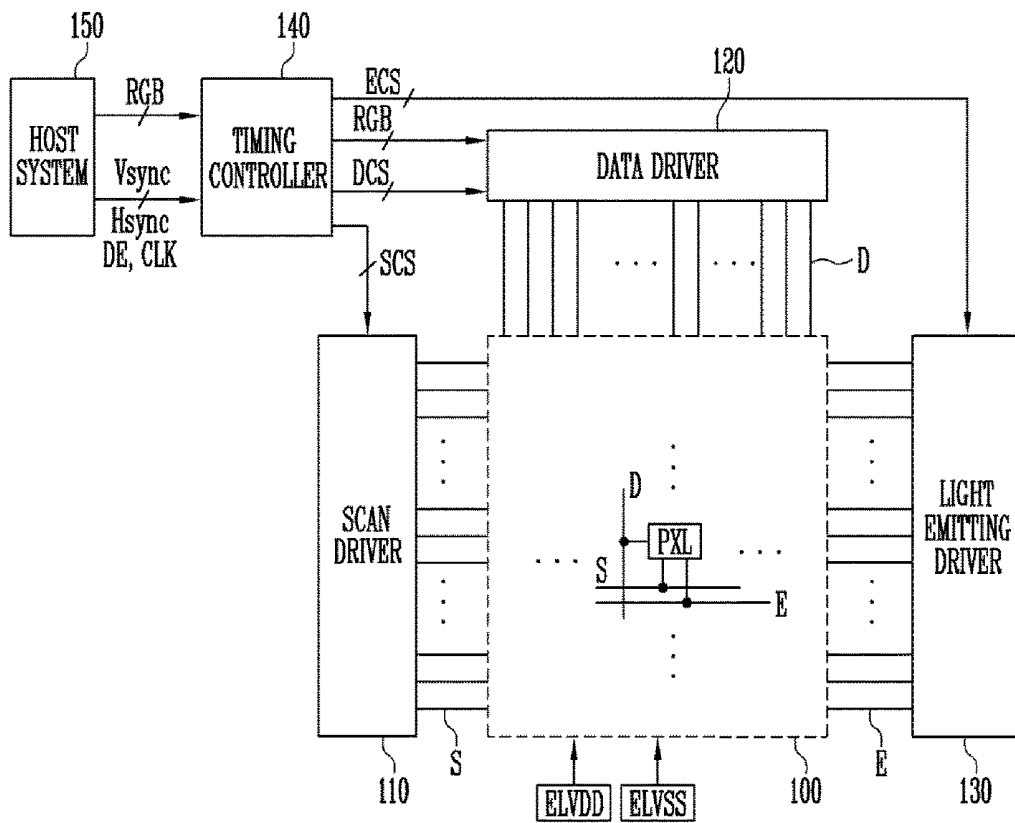 150
140
120
HOST
SYSTEM
RGB
Vsync
Hsync
DE, CLK
TIMING
CONTROLLER
ECS
RGB
DCS
SCS
DATA DRIVER
. . .
. . .
D
SCAN
DRIVER
D
PXL
S
E
. . .
. . .
LIGHT
EMITTING
DRIVER
S
E
110
ELVDD
ELVSS
100
130